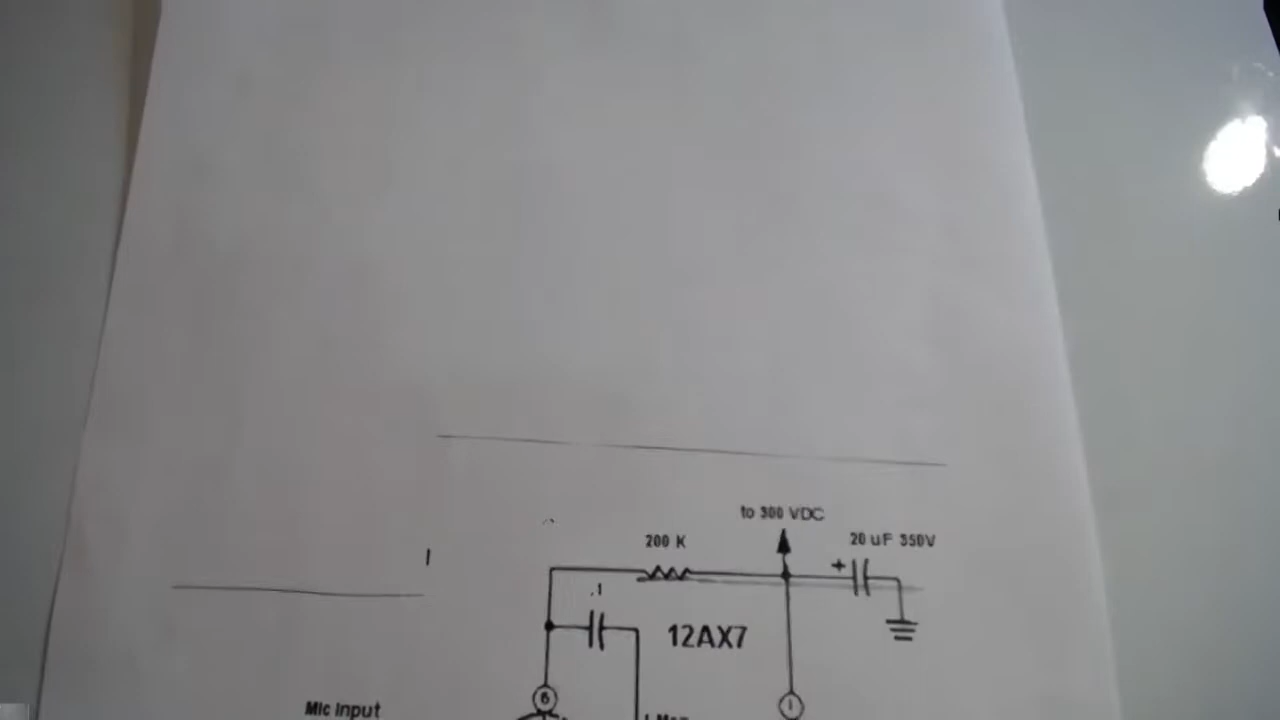 to 300 VDC
200 K
20 uF 350V
+
.1
12AX7
6
1
Mic Input